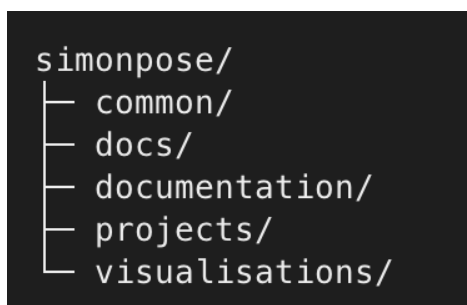 simonpose/
├─ common/
├─ docs/
├─ documentation/
├─ projects/
└─ visualisations/